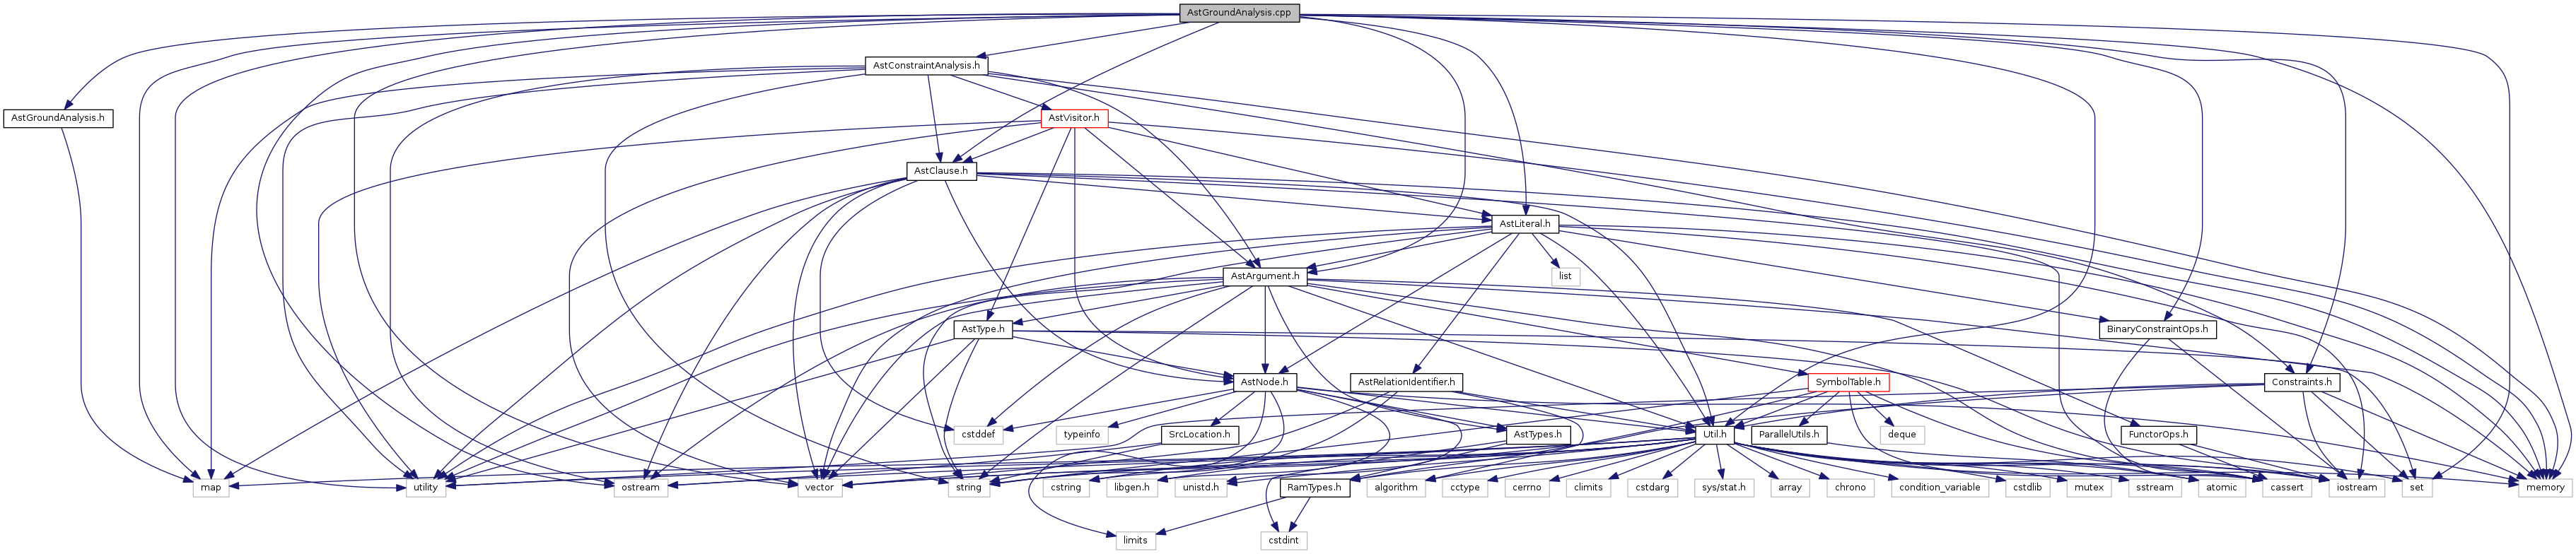 AstGroundAnalysis.cpp
AstConstraintAnalysis.h
AstGroundAnalysis.h
AstVisitor.h
AstClause.h
AstLiteral.h
AstArgument.h
list
AstType.h
BinaryConstraintOps.h
AstNode.h
AstRelationIdentifier.h
SymbolTable.h
Constraints.h
cstddef
typeinfo
SrcLocation.h
AstTypes.h
Util.h
ParallelUtils.h
deque
FunctorOps.h
map
utility
ostream
vector
string
cstring
libgen.h
unistd.h
RamTypes.h
algorithm
cctype
cerrno
climits
cstdarg
sys/stat.h
array
chrono
condition_variable
cstdlib
mutex
sstream
atomic
cassert
iostream
set
memory
limits
cstdint